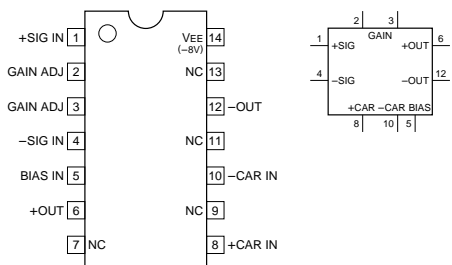 +SIG IN 1 VEE (–8V) 14
GAIN ADJ 2 NC 13
GAIN ADJ 3 12 –OUT
–SIG IN 4 NC 11
BIAS IN 5 10 –CAR IN
+OUT 6 NC 9
7 NC 8 +CAR IN
2 3
GAIN
1 +SIG +OUT 6
4 –SIG –OUT 12
+CAR –CAR BIAS
8 10 5